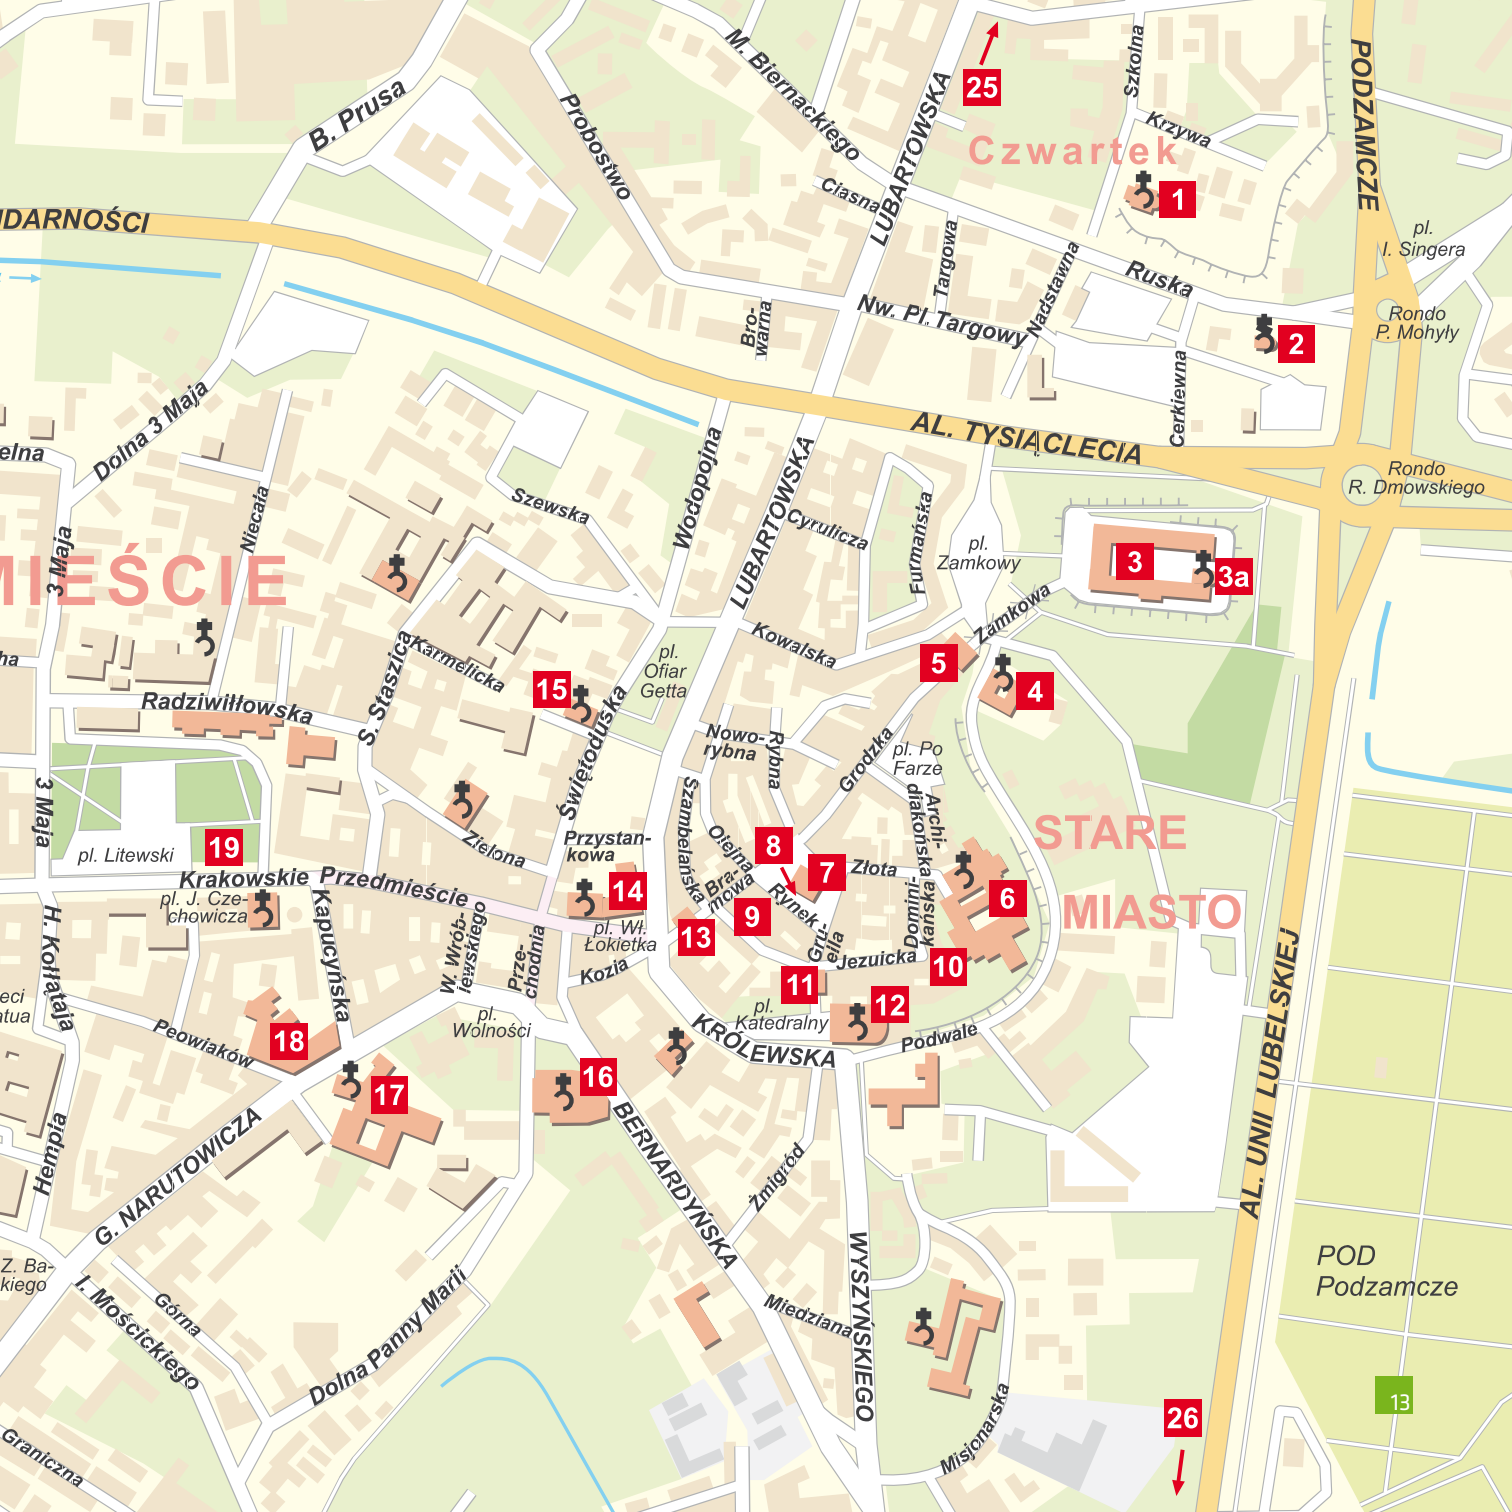 B. Prusa
Probostwo
M. Biernackiego
LUBARTOWSKA
25
Szkolna
PODZAMCZE
Krzywa
Czwartek
Ciasna
1
IDARNOŚCI
Targowa
Nadstawna
Ruska
pl.
I. Singera
Bro-
warna
Nw. Pl. Targowy
Rondo
P. Mohyły
2
Cerkiewna
Dolna 3 Maja
elna
AL. TYSIĄCLECIA
Rondo
R. Dmowskiego
Niecała
Szewska
Wodopojna
LUBARTOWSKA
Cyrulicza
Furmańska
pl.
Zamkowy
3
3a
3 Maja
MIEŚCIE
Zamkowa
Kowalska
5
4
cha
Karmelicka
S. Staszica
pl.
Ofiar
Getta
15
Radziwiłłowska
Świętoduska
Nowo-
rybna
Rybna
Grodzka
pl. Po
Farze
3 Maja
Szambelańska
Archi-
diakońska
STARE
MIASTO
pl. Litewski
19
Zielona
Przystan-
kowa
Olejna
8
7
Złota
Bra-
mowa
Rynek
Krakowskie Przedmieście
pl. J. Cze-
chowicza
14
9
6
Domini-
kańska
H. Kołłątaja
Kapucyńska
W. Wrób-
lewskiego
Prze-
chodnia
pl. Wł.
Łokietka
13
Gru-
ella
Kozia
Jezuicka
10
11
12
pl.
Katedralny
pl.
Wolności
KRÓLEWSKA
Podwale
eci
atua
Peowiaków
18
17
16
AL. UNII LUBELSKIEJ
Hempla
G. NARUTOWICZA
BERNARDYŃSKA
Żmigród
WYSZYŃSKIEGO
Z. Ba-
kiego
I. Mościckiego
Górna
Dolna Panny Marii
Miedziana
POD
Podzamcze
13
26
Misjonarska
Graniczna